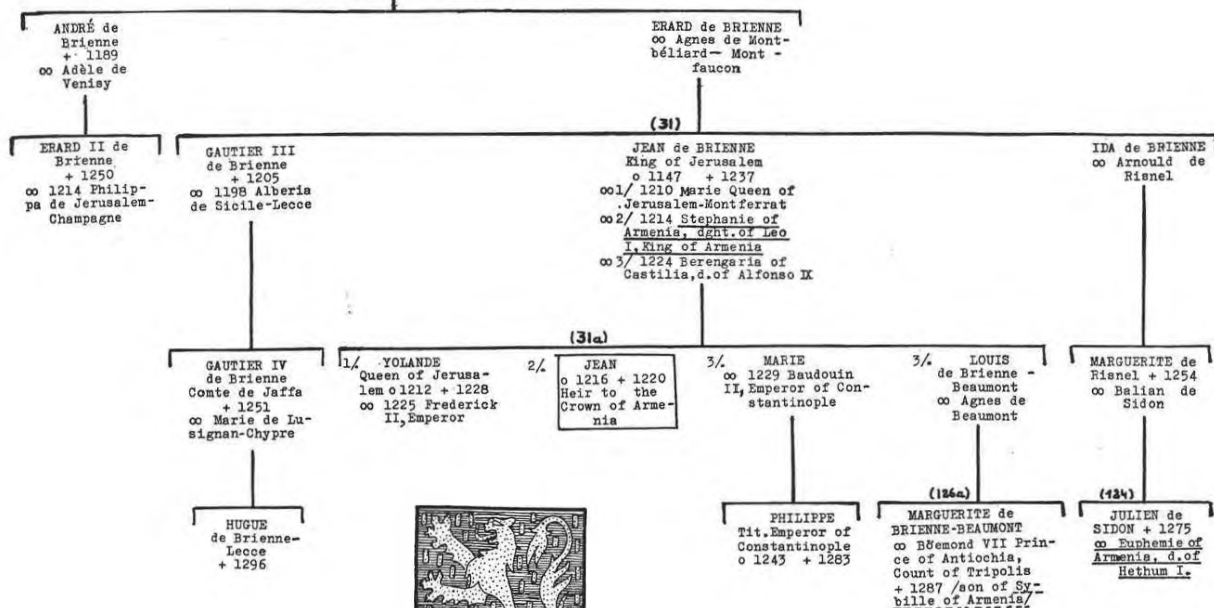 ANDRÉ de
Brienne
+ 1189
∞ Adèle de
Venisy
ERARD de BRIENNE
∞ Agnes de Mont-
béliard— Mont -
faucon
(31)
ERARD II de
Brienne
+ 1250
∞ 1214 Philip-
pa de Jerusalem-
Champagne
GAUTIER III
de Brienne
+ 1205
∞ 1198 Alberia
de Sicile-Lecce
JEAN de BRIENNE
King of Jerusalem
o 1147 + 1237
∞1/ 1210 Marie Queen of
.Jerusalem-Montferrat
∞2/ 1214 Stephanie of
Armenia, dght.of Leo
I,King of Armenia
∞3/ 1224 Berengaria of
Castilia,d.of Alfonso IX
IDA de BRIENNE
∞ Arnould de
Risnel
(31a)
GAUTIER IV
de Brienne
Comte de Jaffa
+ 1251
∞ Marie de Lu-
signan-Chypre
1/. YOLANDE
Queen of Jerusa-
lem o 1212 + 1228
∞ 1225 Frederick
II,Emperor
2/. JEAN
o 1216 + 1220
Heir to the
Crown of Arme-
nia
3/. MARIE
∞ 1229 Baudouin
II, Emperor of Con-
stantinople
3/. LOUIS
de Brienne -
Beaumont
∞ Agnes de
Beaumont
MARGUERITE de
Risnel + 1254
∞ Balian de
Sidon
HUGUE
de Brienne-
Lecce
+ 1296
PHILIPPE
Tit.Emperor of
Constantinople
o 1243 + 1283
(126a)
MARGUERITE de
BRIENNE-BEAUMONT
∞ Böemond VII Prin-
ce of Antiochia,
Count of Tripolis
+ 1287 /son of Sy-
bille of Armenia/
(124)
JULIEN de
SIDON + 1275
∞ Euphemie of
Armenia, d.of
Hethum I.